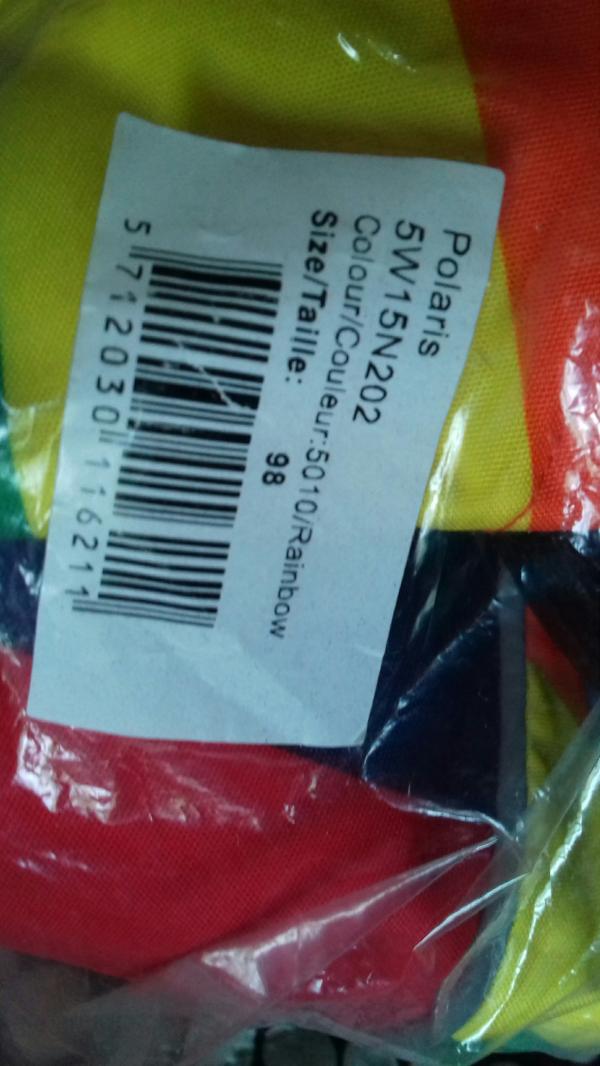 Polaris
5W15N202
Colour/Couleur:5010/Rainbow
Size/Taille: 98
5 712030 116211